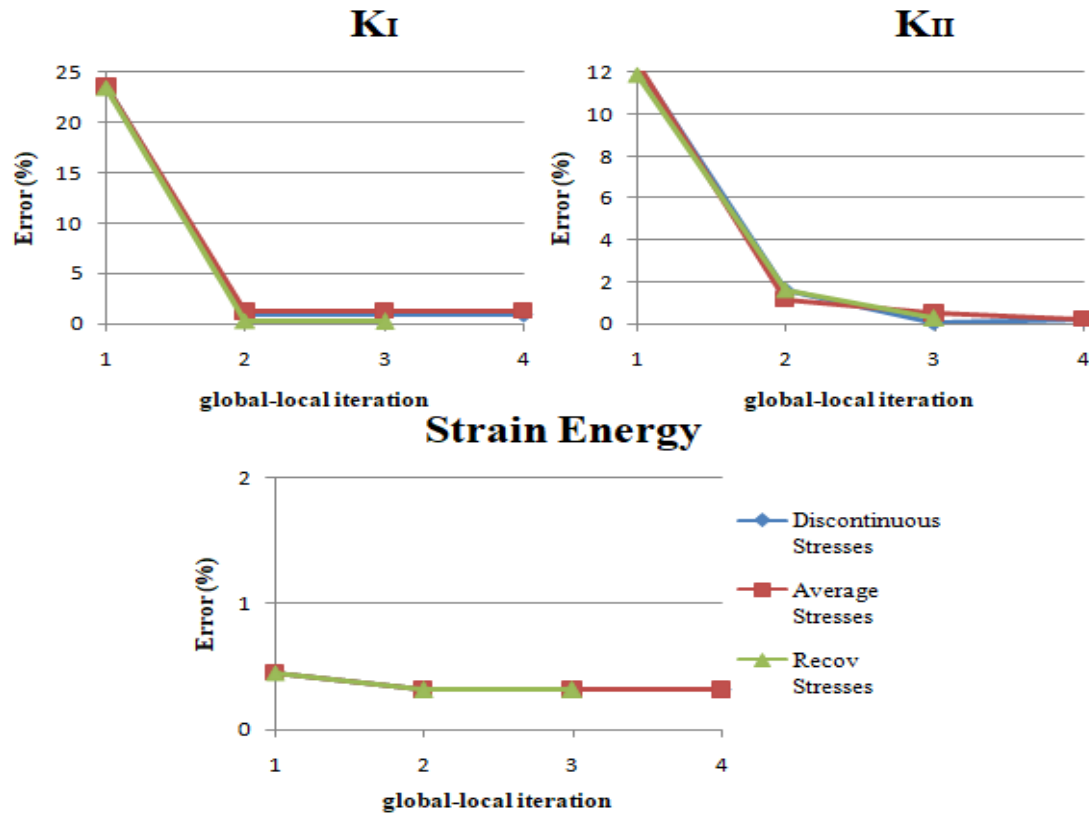 KI
25
20
15
10
5
0
Error (%)
1 2 3 4
global-local iteration
KII
12
10
8
6
4
2
0
Error (%)
1 2 3 4
global-local iteration
Strain Energy
2
1
0
Error (%)
1 2 3 4
global-local iteration
Discontinuous
Stresses
Average
Stresses
Recov
Stresses